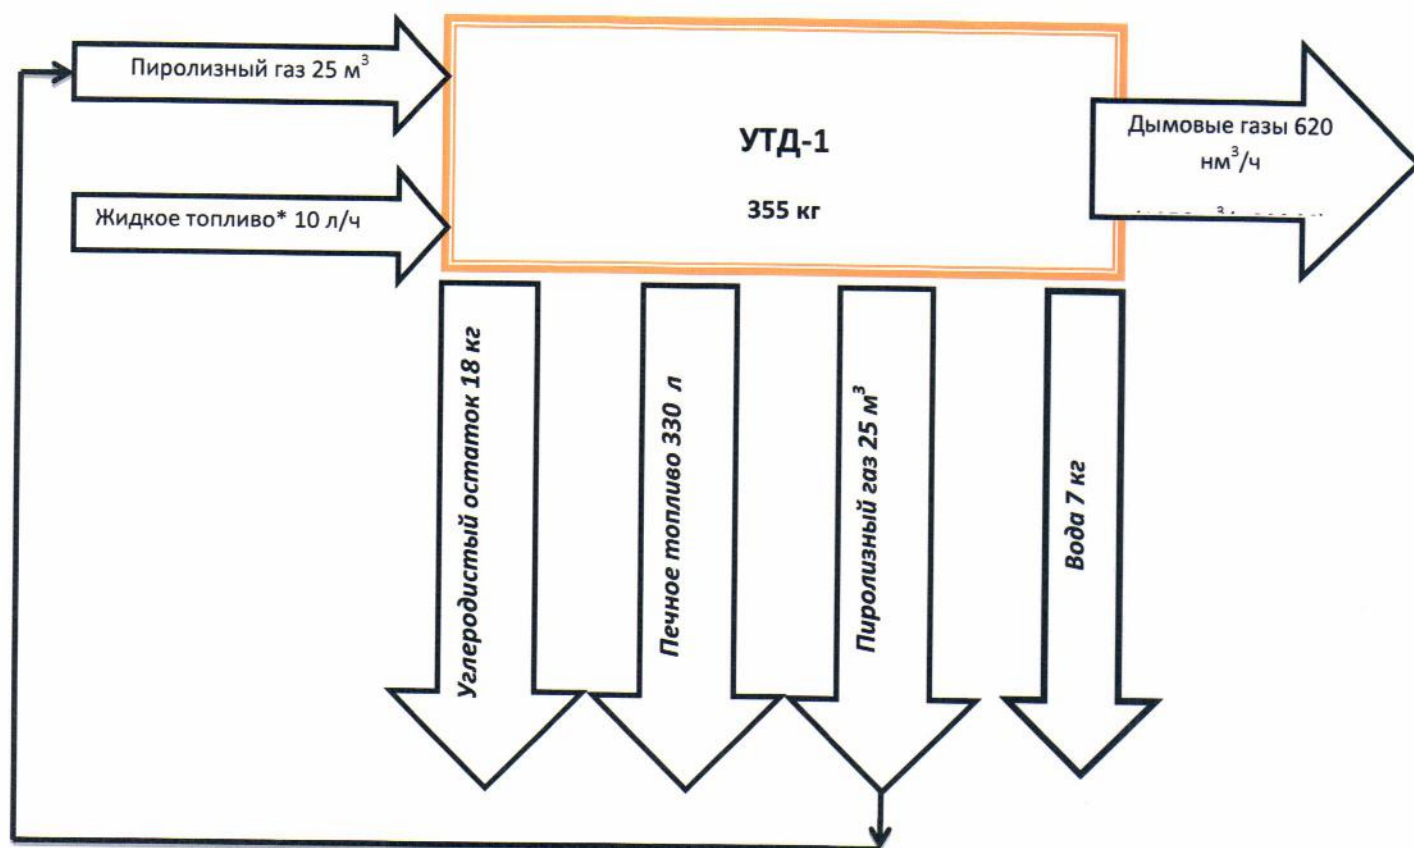 Пиролизный газ 25 м³
Жидкое топливо* 10 л/ч
УТД-1
355 кг
Дымовые газы 620
нм³/ч
Углеродистый остаток 18 кг
Печное топливо 330 л
Пиролизный газ 25 м³
Вода 7 кг